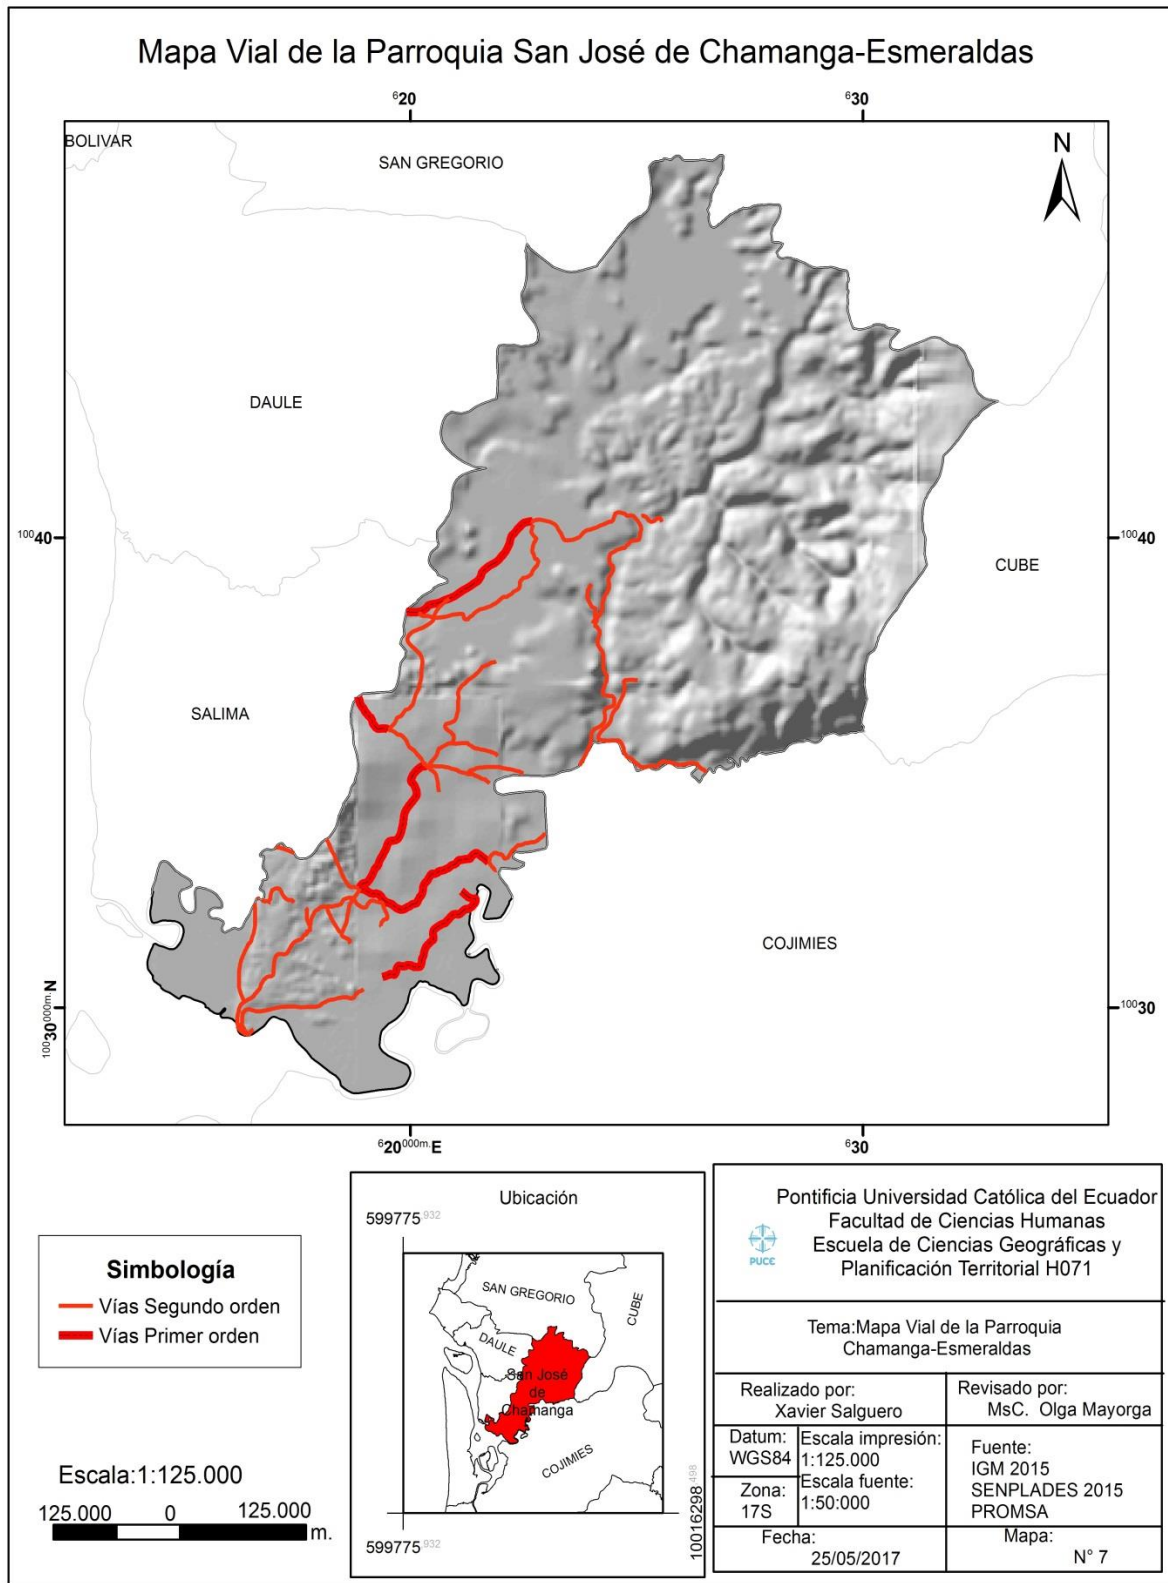 Mapa Vial de la Parroquia San José de Chamanga-Esmeraldas
⁶20
⁶30
BOLIVAR
SAN GREGORIO
N
DAULE
¹⁰⁰40
¹⁰⁰40
CUBE
SALIMA
COJIMIES
¹⁰⁰30⁰⁰⁰ᵐ·N
¹⁰⁰30
⁶20⁰⁰⁰ᵐ·E
⁶30
Simbología
Vías Segundo orden
Vías Primer orden
Escala:1:125.000
125.000 0 125.000
m.
Ubicación
599775.932
SAN GREGORIO
CUBE
DAULE
San José
de
Chamanga
COJIMIES
10016298.498
599775.932
Pontificia Universidad Católica del Ecuador
Facultad de Ciencias Humanas
Escuela de Ciencias Geográficas y
Planificación Territorial H071
PUCE
Tema:Mapa Vial de la Parroquia
Chamanga-Esmeraldas
Realizado por:
Xavier Salguero
Revisado por:
MsC. Olga Mayorga
Datum:
WGS84
Escala impresión:
1:125.000
Escala fuente:
1:50:000
Zona:
17S
Fuente:
IGM 2015
SENPLADES 2015
PROMSA
Fecha:
25/05/2017
Mapa:
N° 7